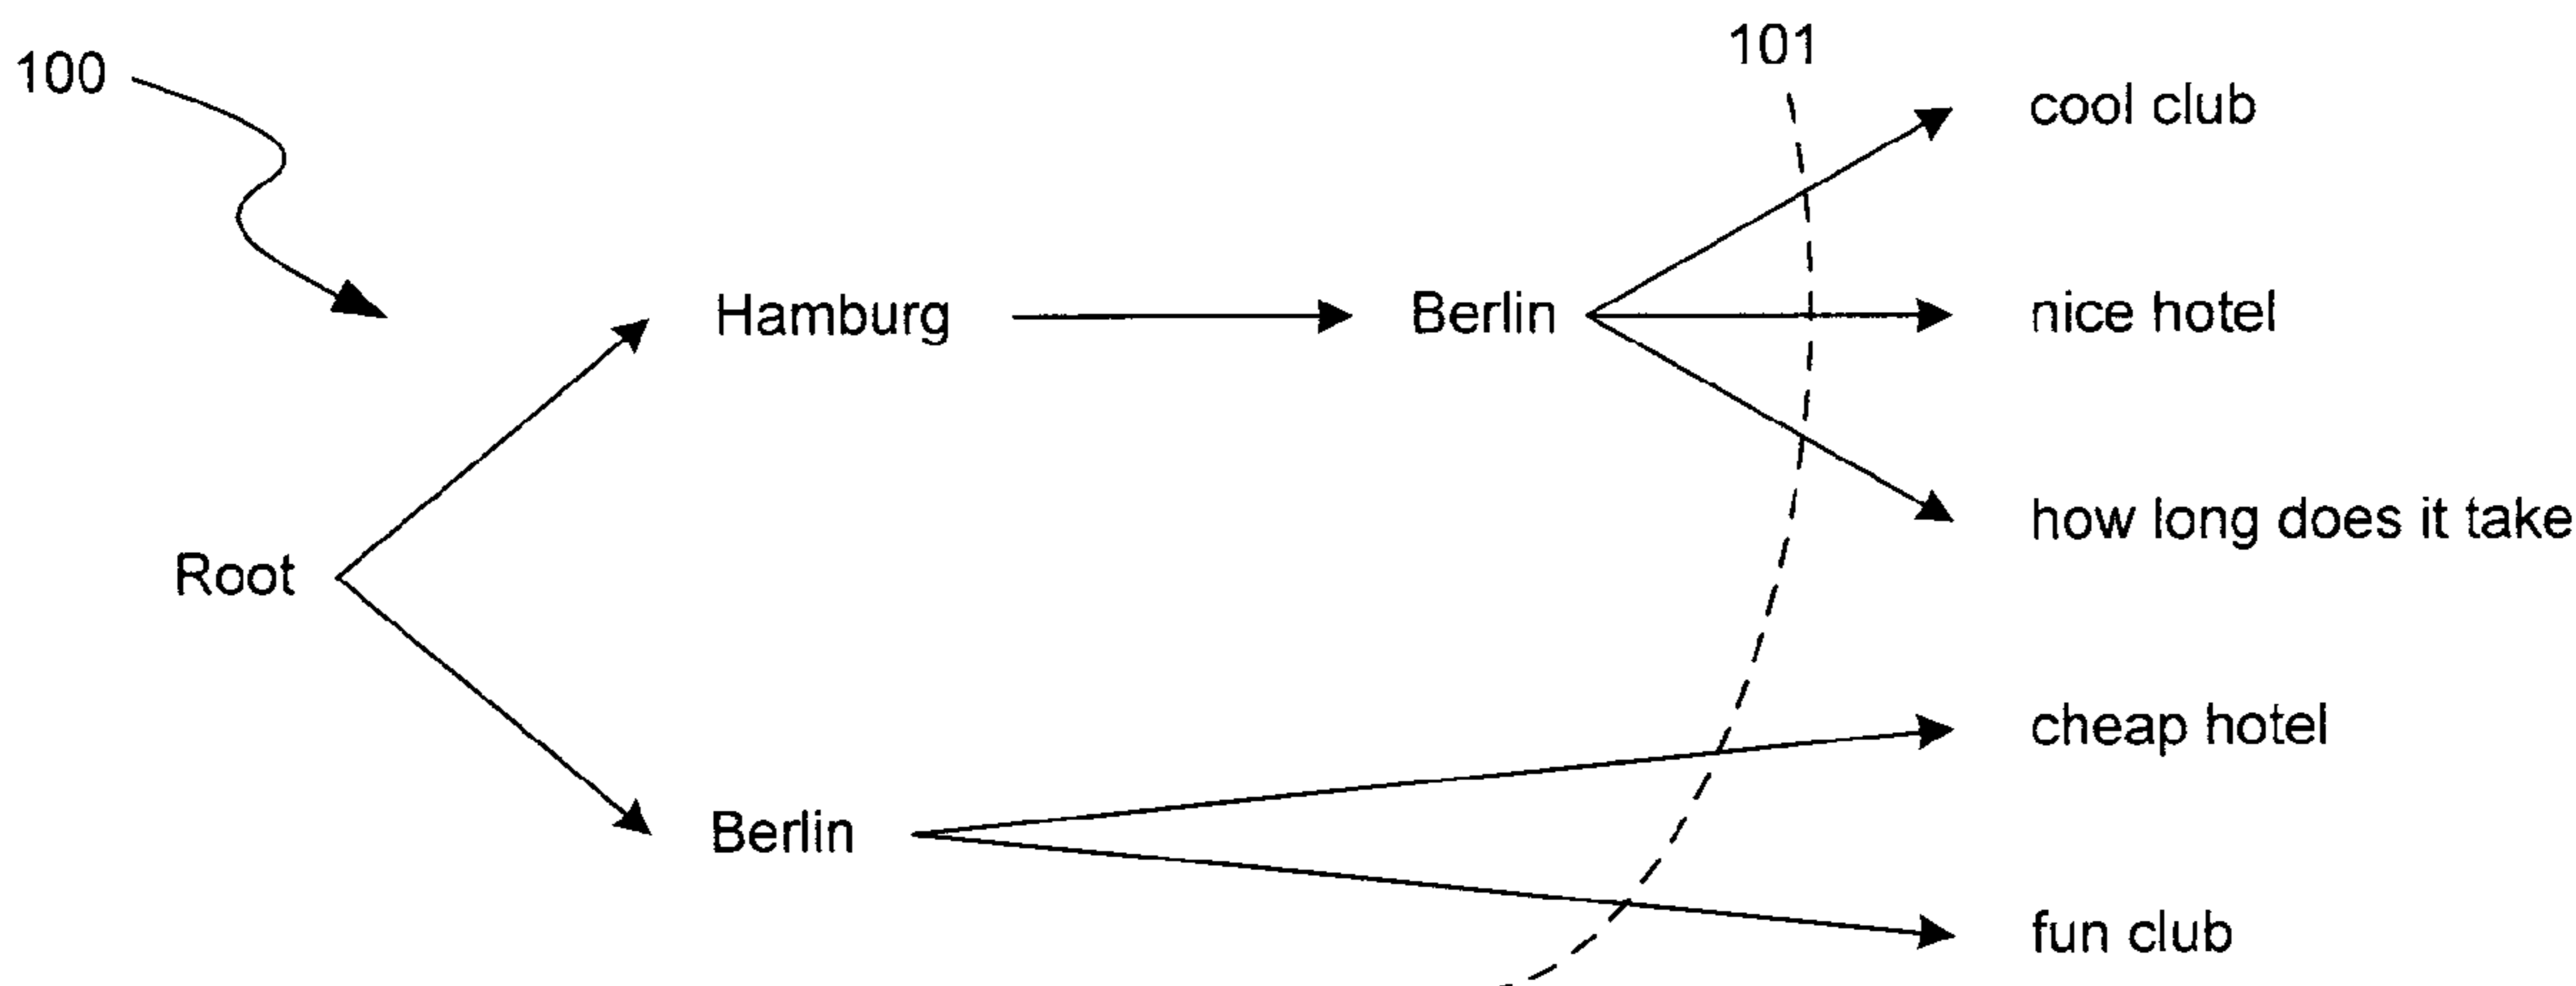 101
100
cool club
Hamburg
Berlin
nice hotel
how long does it take
Root
cheap hotel
Berlin
fun club